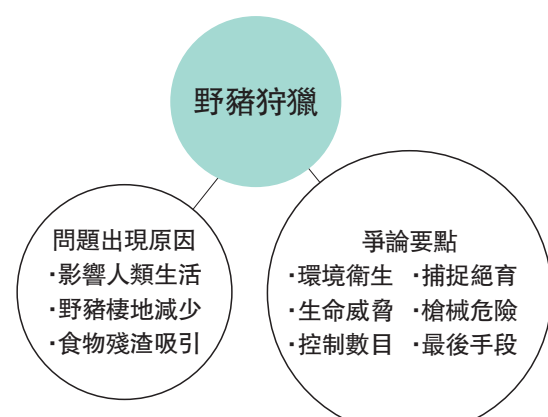 野豬狩獵
問題出現原因
·影響人類生活
·野豬棲地減少
·食物殘渣吸引
爭論要點
·環境衞生 ·捕捉絕育
·生命威脅 ·槍械危險
·控制數目 ·最後手段